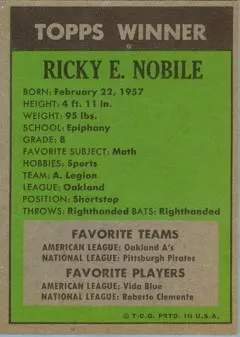 TOPPS WINNER
RICKY E. NOBILE
BORN: February 22, 1957
HEIGHT: 4 ft. 11 in.
WEIGHT: 95 lbs.
SCHOOL: Epiphany
GRADE: 8
FAVORITE SUBJECT: Math
HOBBIES: Sports
TEAM: A. Legion
LEAGUE: Oakland
POSITION: Shortstop
THROWS: Righthanded BATS: Righthanded
FAVORITE TEAMS
AMERICAN LEAGUE: Oakland A's
NATIONAL LEAGUE: Pittsburgh Pirates
FAVORITE PLAYERS
AMERICAN LEAGUE: Vida Blue
NATIONAL LEAGUE: Roberto Clemente
© T.C.G. PRTD. IN U.S.A.